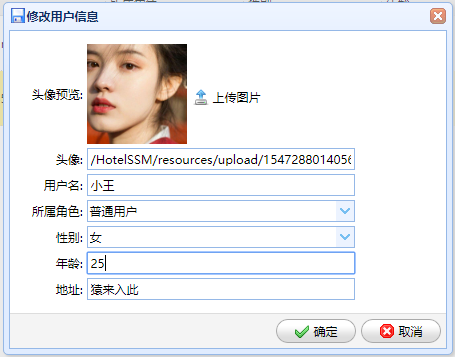 修改用户信息
头像预览:
上传图片
头像: /HotelSSM/resources/upload/1547288014056
用户名: 小王
所属角色: 普通用户
性别: 女
年龄: 25
地址: 猿来入此
确定 取消